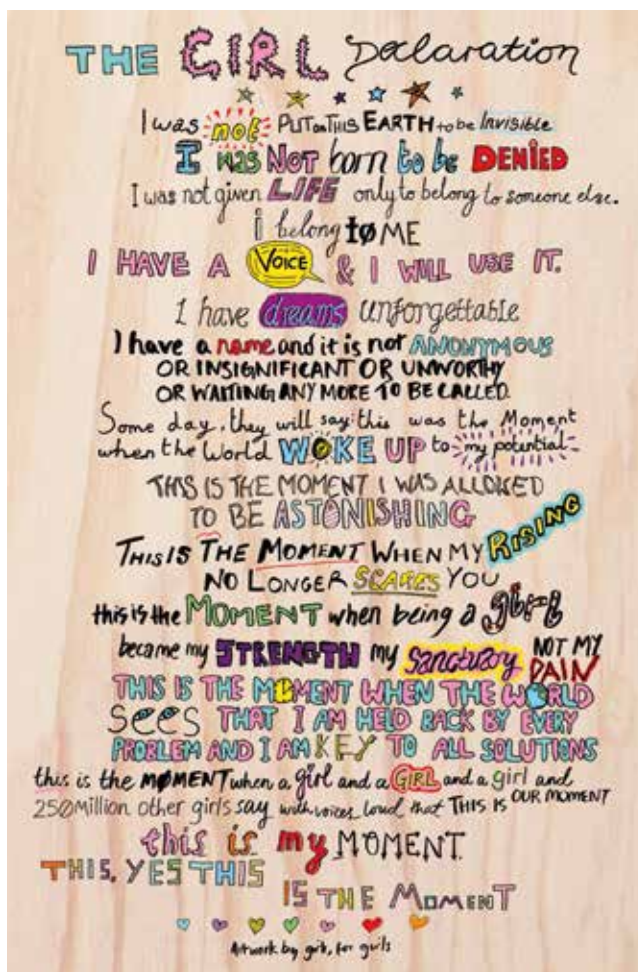 THE GIRL Declaration
I was not PUT on THIS EARTH to be Invisible
I WAS NOT born to be DENIED
I was not given LIFE only to belong to someone else.
i belong tO ME
I HAVE A VOICE & I WILL USE IT.
I have dreams unforgettable
I have a name and it is not ANONYMOUS
OR INSIGNIFICANT OR UNWORTHY
OR WAITING ANY MORE TO BE CALLED.
Some day, they will say: this was the Moment
when the World WOKE UP to my potential
THIS IS THE MOMENT I WAS ALLOWED
TO BE ASTONISHING
THIS IS THE MOMENT WHEN MY RISING
NO LONGER SCARES YOU
this is the MOMENT when being a girl
became my STRENGTH my sanctuary NOT MY PAIN
THIS IS THE MOMENT WHEN THE WORLD
SEES THAT I AM HELD BACK BY EVERY
PROBLEM AND I AM KEY TO ALL SOLUTIONS
this is the MOMENT when a girl and a GIRL and a girl and
250Million other girls say with voices loud that THIS IS OUR MOMENT
this is my MOMENT.
THIS, YES THIS
IS THE MOMENT
Artwork by girls, for girls